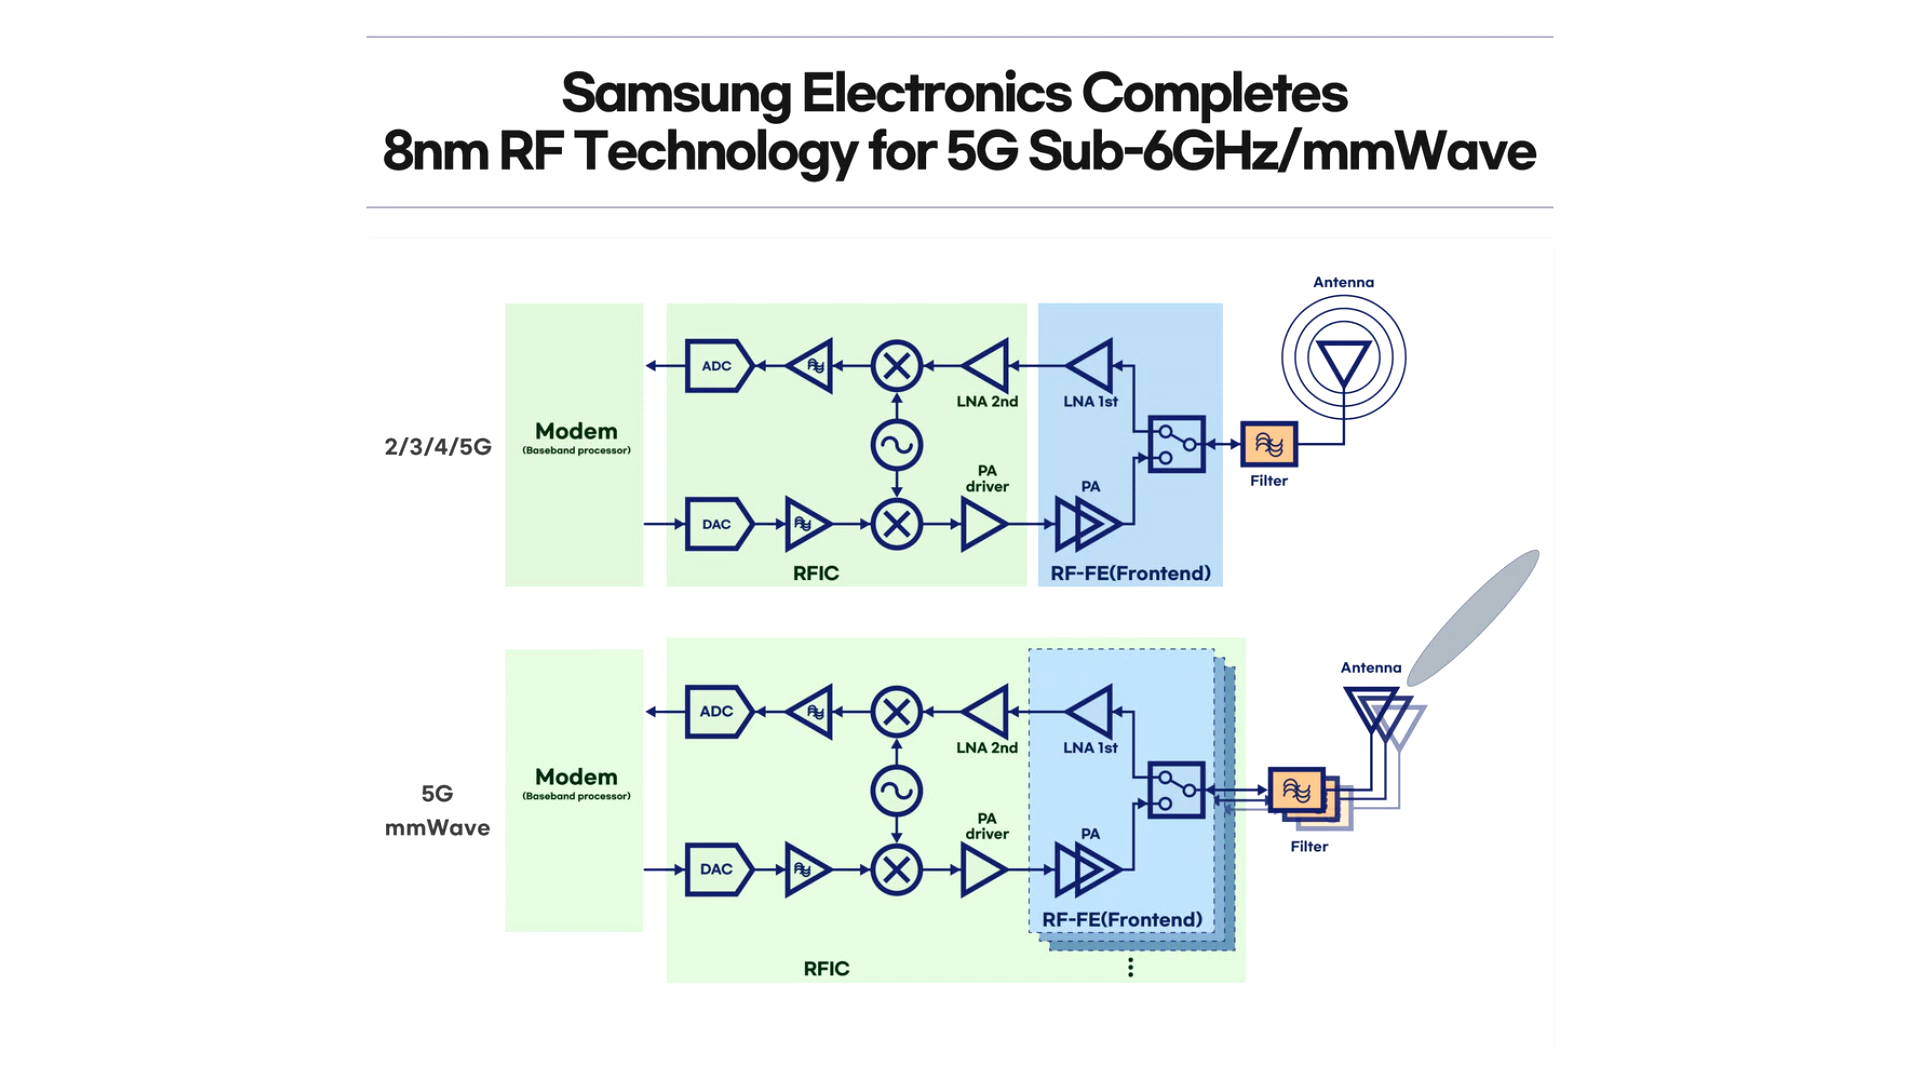 Samsung Electronics Completes
8nm RF Technology for 5G Sub-6GHz/mmWave
Antenna
ADC
LNA 2nd
LNA 1st
2/3/4/5G
Modem
(Baseband processor)
PA
driver
PA
Filter
DAC
RFIC
RF-FE(Frontend)
Antenna
ADC
LNA 2nd
LNA 1st
5G
mmWave
Modem
(Baseband processor)
PA
driver
PA
Filter
DAC
RF-FE(Frontend)
RFIC